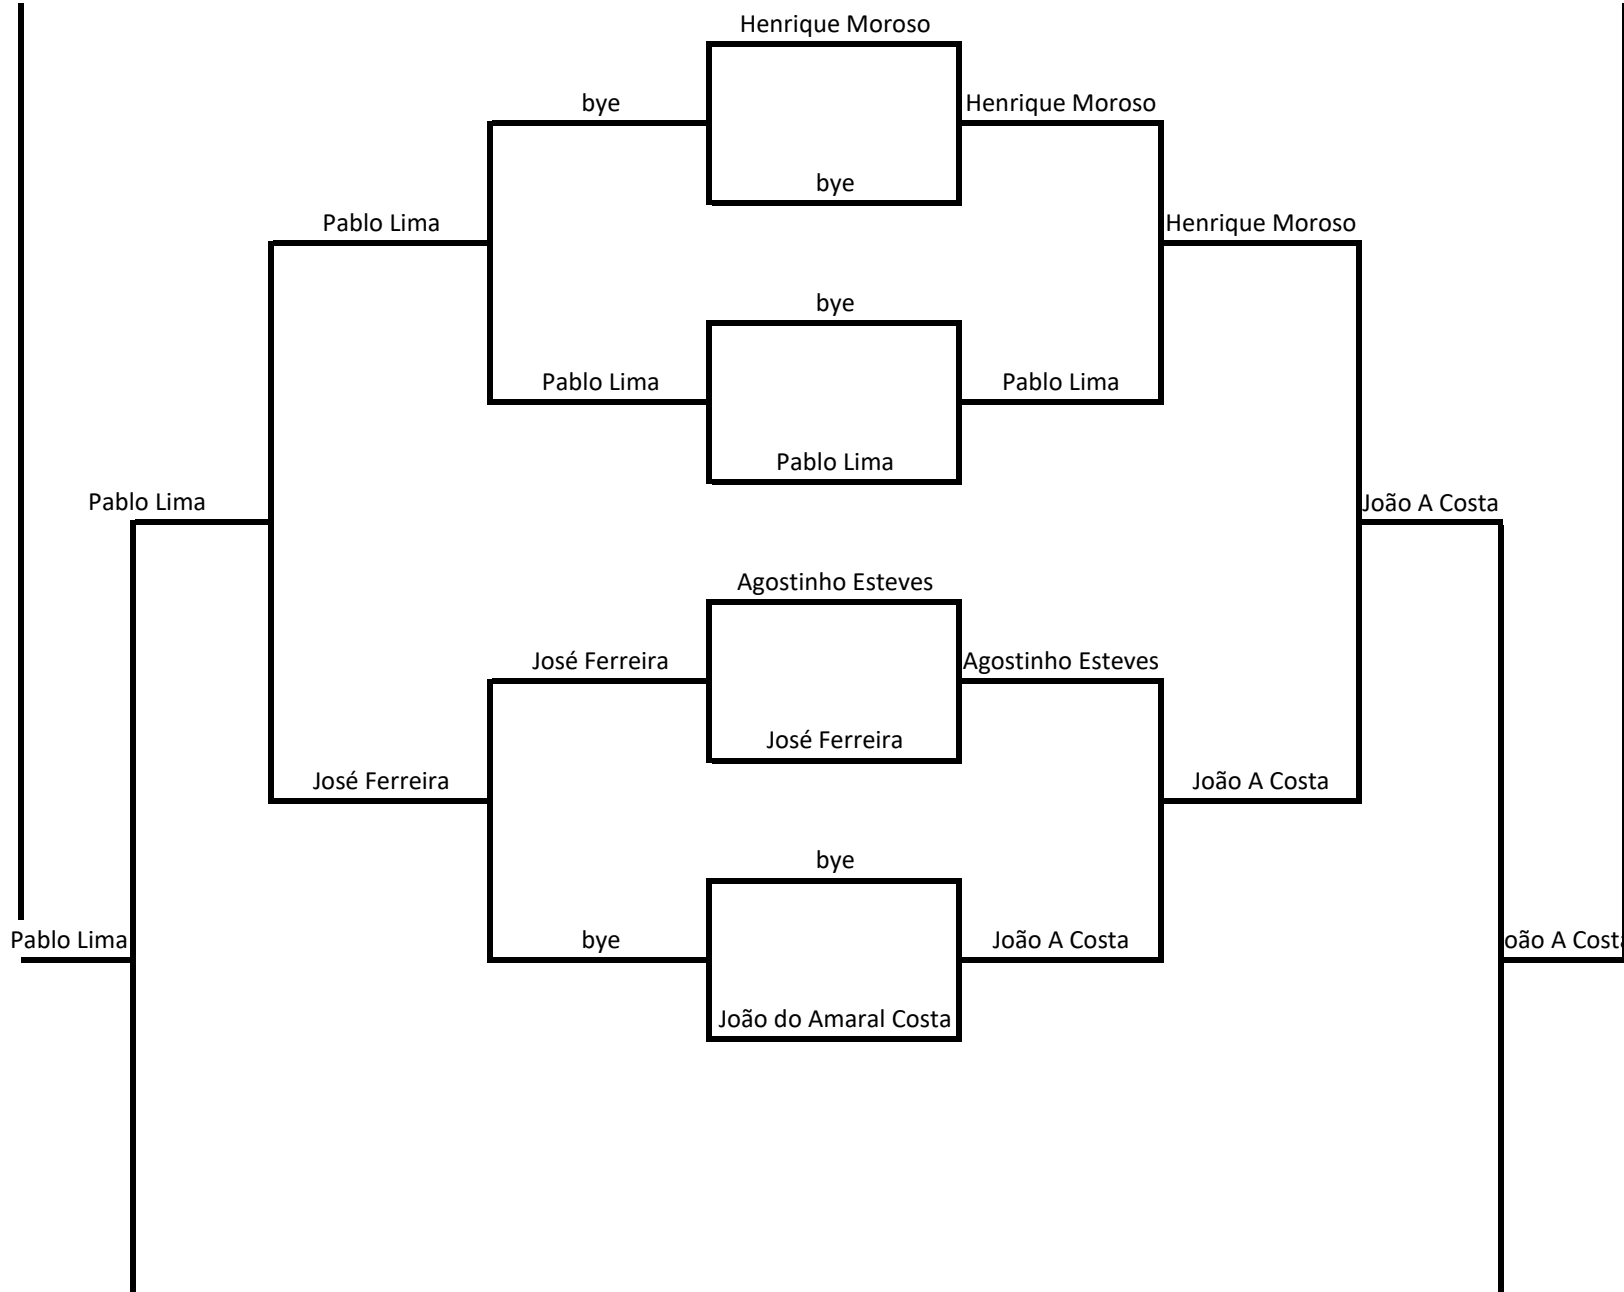 Henrique Moroso
bye
Henrique Moroso
bye
Pablo Lima
Henrique Moroso
bye
Pablo Lima
Pablo Lima
Pablo Lima
Pablo Lima
João A Costa
Agostinho Esteves
José Ferreira
Agostinho Esteves
José Ferreira
José Ferreira
João A Costa
bye
Pablo Lima
bye
João A Costa
oão A Costa
João do Amaral Costa